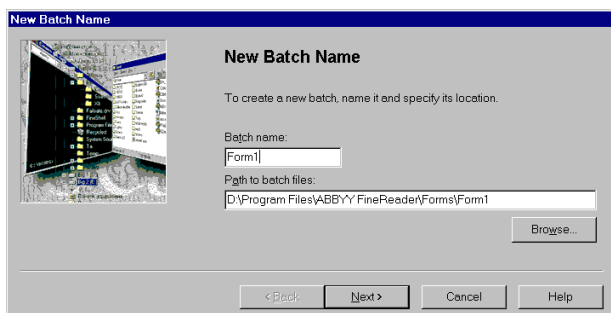 New Batch Name
New Batch Name
To create a new batch, name it and specify its location.
Batch name:
Form1
Path to batch files:
D:\Program Files\ABBYY FineReader\Forms\Form1
Browse...
< Back Next > Cancel Help